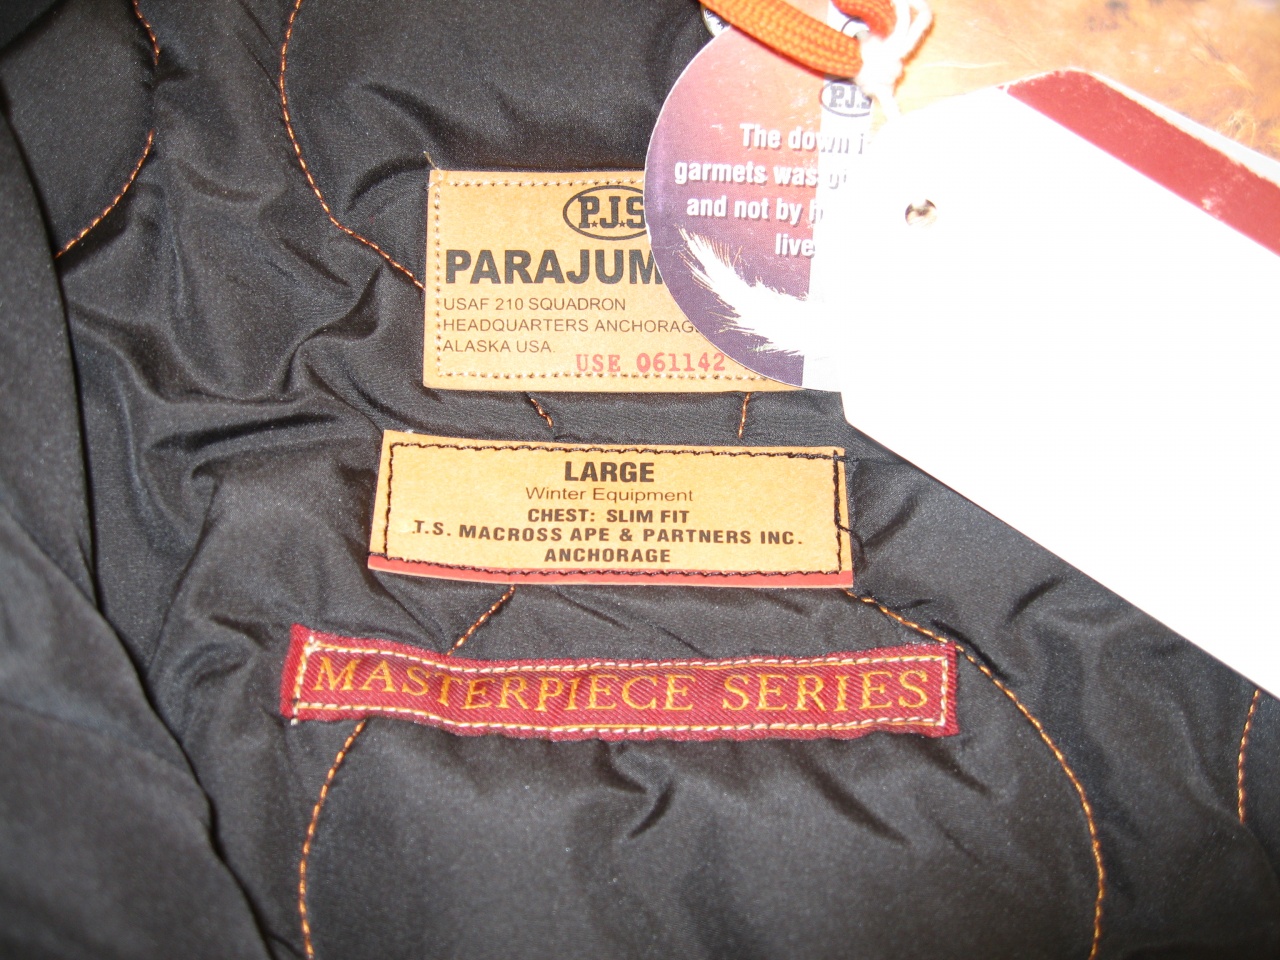 P.J.S
The down
garmets was
and not by
live
P.J.S
PARAJUM
USAF 210 SQUADRON
HEADQUARTERS ANCHORAG
ALASKA USA.
USE 061142
LARGE
Winter Equipment
CHEST: SLIM FIT
T.S. MACROSS APE & PARTNERS INC.
ANCHORAGE
MASTERPIECE SERIES